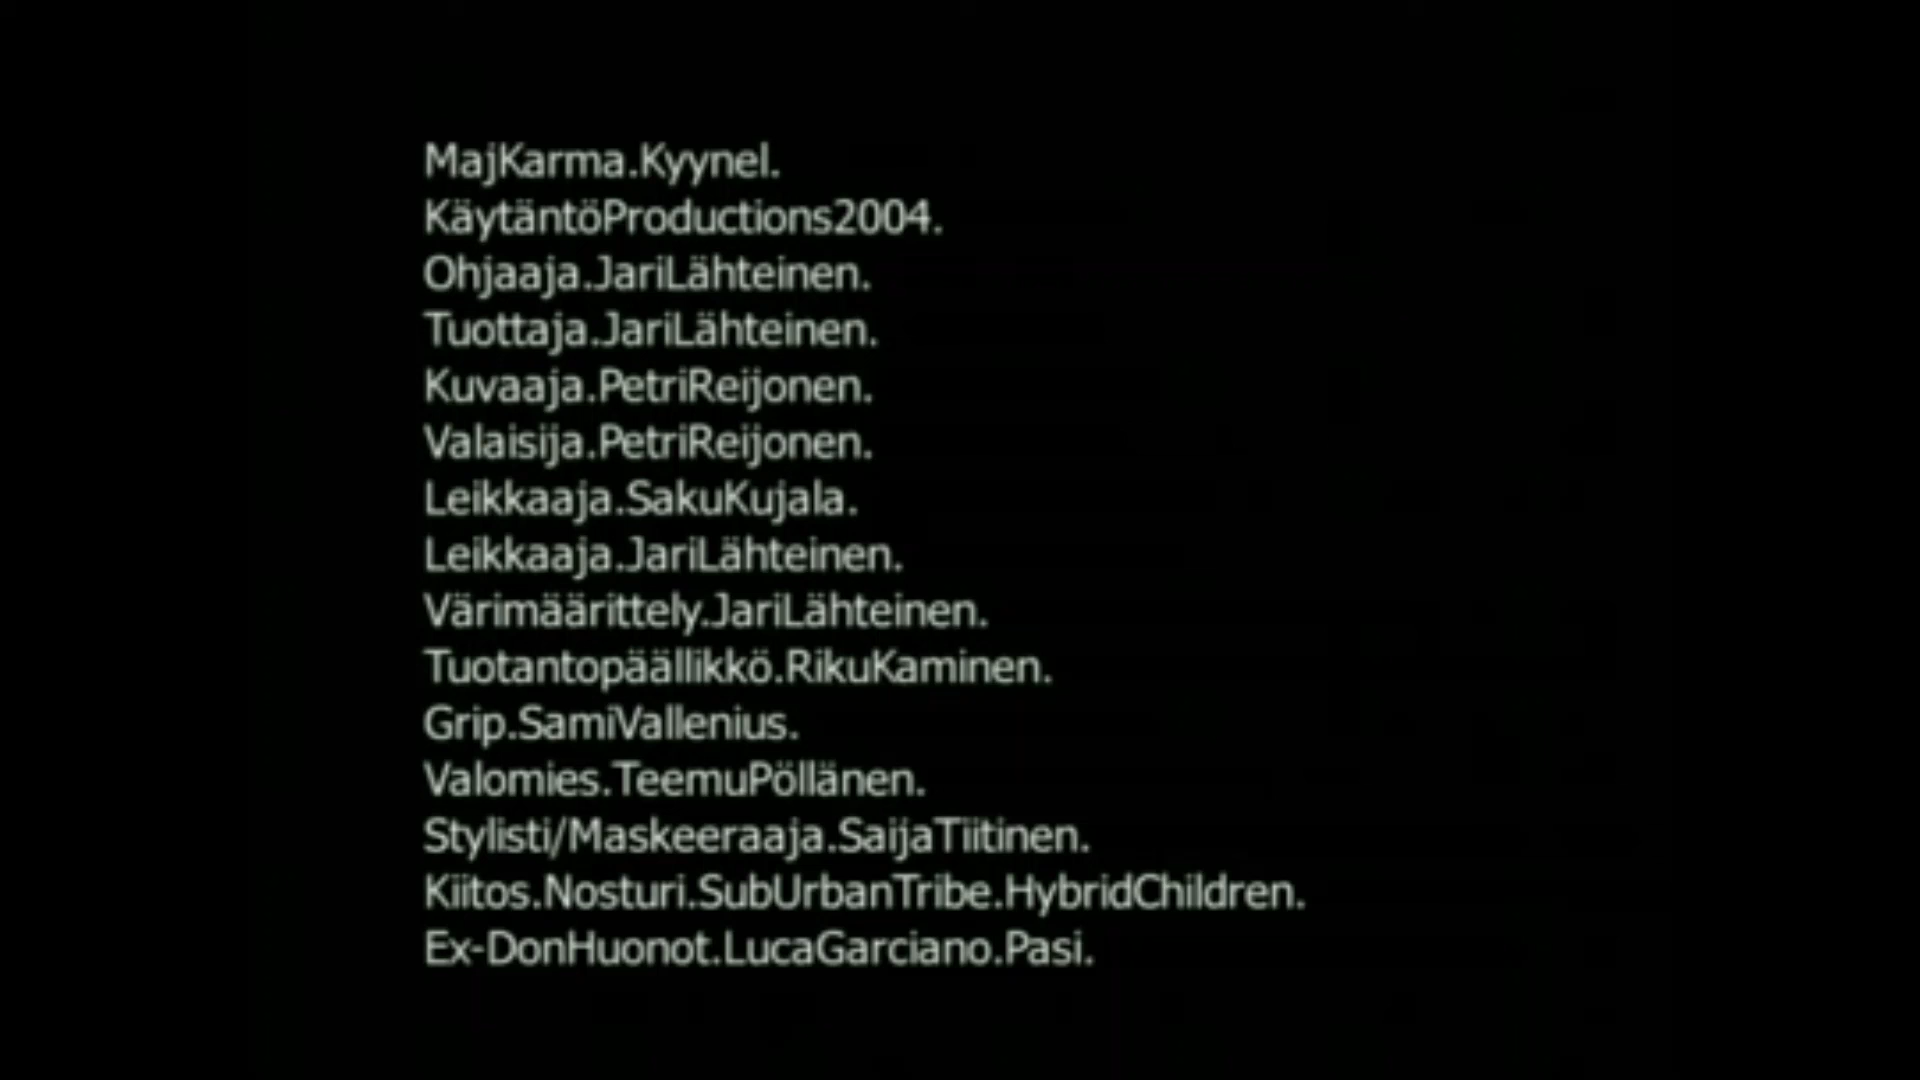 MajKarma.Kyynel.
KäytäntöProductions2004.
Ohjaaja.JariLähteinen.
Tuottaja.JariLähteinen.
Kuvaaja.PetriReijonen.
Valaisija.PetriReijonen.
Leikkaaja.SakuKujala.
Leikkaaja.JariLähteinen.
Värimäärittely.JariLähteinen.
Tuotantopäällikkö.RikuKaminen.
Grip.SamiVallenius.
Valomies.TeemuPöllänen.
Stylisti/Maskeeraaja.SaijaTiitinen.
Kiitos.Nosturi.SubUrbanTribe.HybridChildren.
Ex-DonHuonot.LucaGarciano.Pasi.